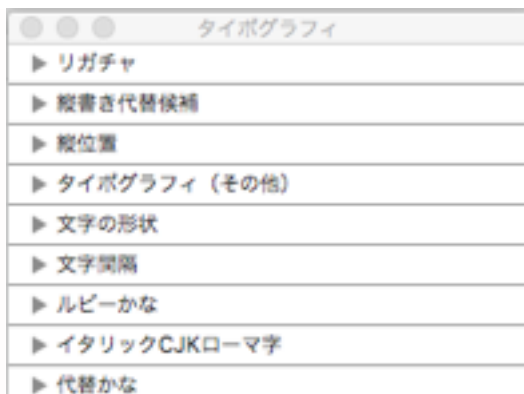 タイポグラフィ
リガチャ
縦書き代替候補
縦位置
タイポグラフィ（その他）
文字の形状
文字間隔
ルビーかな
イタリックCJKローマ字
代替かな